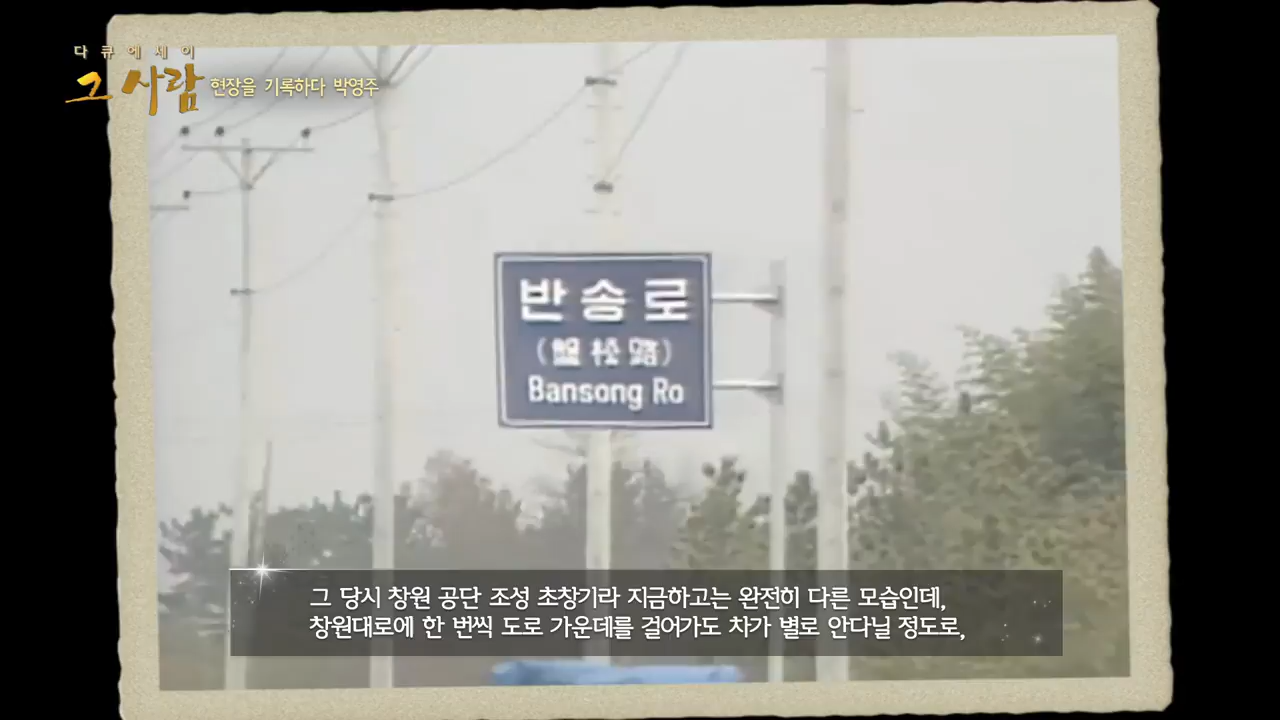 다큐에세이
그 사람 현장을 기록하다 박영주
반송로
(盤松路)
Bansong Ro
그 당시 창원 공단 조성 초창기라 지금하고는 완전히 다른 모습인데,
창원대로에 한 번씩 도로 가운데를 걸어가도 차가 별로 안다닐 정도로,